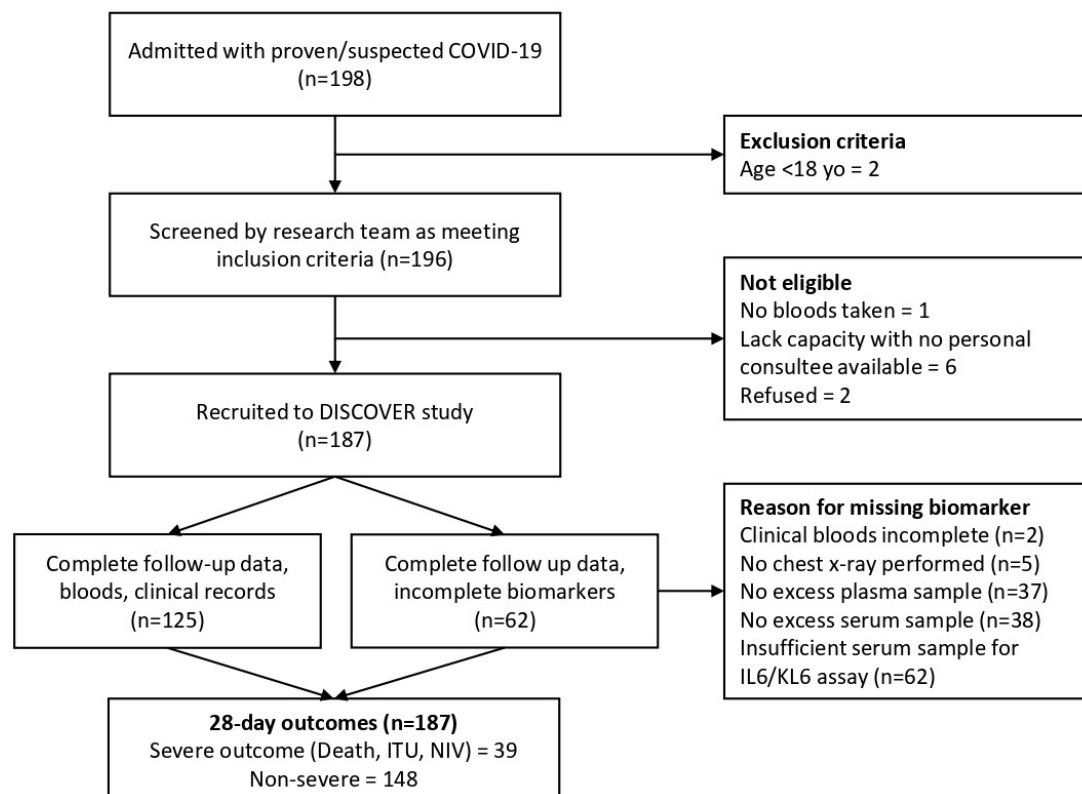 Admitted with proven/suspected COVID-19
(n=198)
Exclusion criteria
Age <18 yo = 2
Screened by research team as meeting
inclusion criteria (n=196)
Not eligible
No bloods taken = 1
Lack capacity with no personal
consultee available = 6
Refused = 2
Recruited to DISCOVER study
(n=187)
Complete follow-up data,
bloods, clinical records
(n=125)
Complete follow up data,
incomplete biomarkers
(n=62)
Reason for missing biomarker
Clinical bloods incomplete (n=2)
No chest x-ray performed (n=5)
No excess plasma sample (n=37)
No excess serum sample (n=38)
Insufficient serum sample for
IL6/KL6 assay (n=62)
28-day outcomes (n=187)
Severe outcome (Death, ITU, NIV) = 39
Non-severe = 148